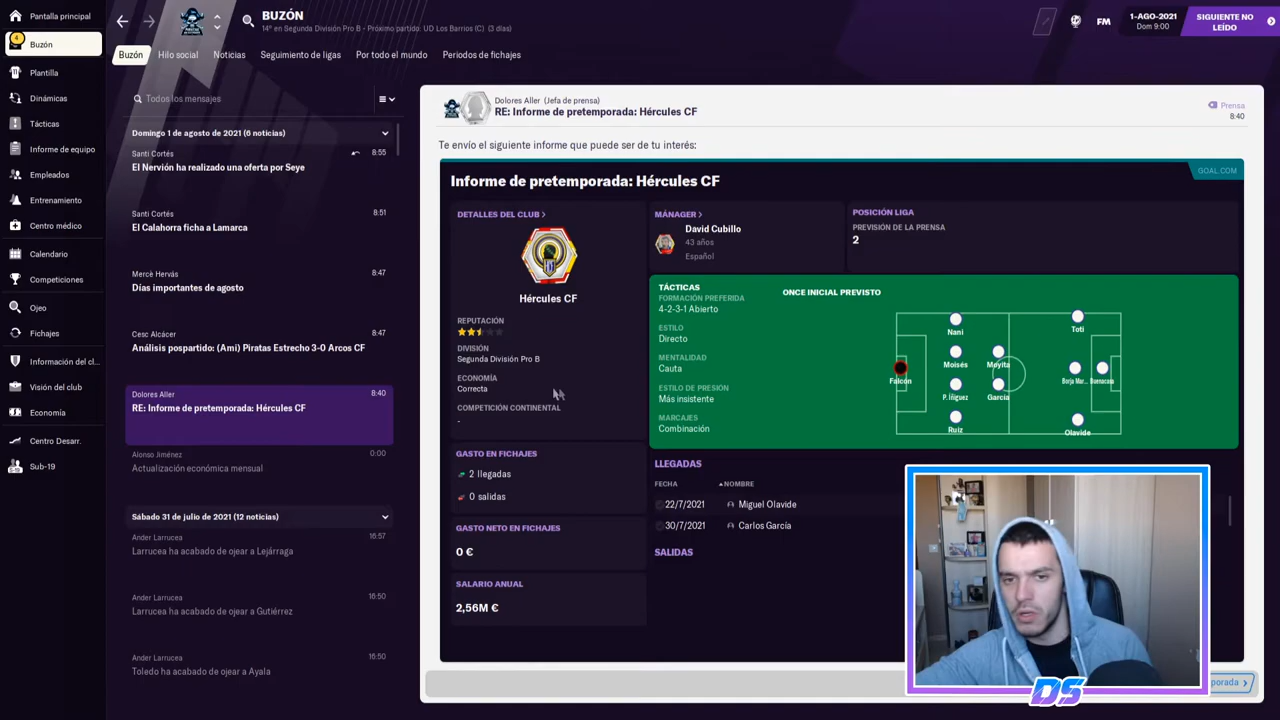 Pantalla principal
4
Buzón
Plantilla
Dinámicas
Tácticas
Informe de equipo
Empleados
Entrenamiento
Centro médico
Calendario
Competiciones
Ojeo
Fichajes
Información del cl...
Visión del club
Economía
Centro Desarr.
Sub-19
BUZÓN
14º en Segunda División Pro B - Próximo partido: UD Los Barrios (C) (3 días)
FM
1-AGO-2021
Dom 9:00
SIGUIENTE NO LEÍDO
Buzón
Hilo social
Noticias
Seguimiento de ligas
Por todo el mundo
Periodos de fichajes
Todos los mensajes
Domingo 1 de agosto de 2021 (6 noticias)
Santi Cortés 8:55
El Nervión ha realizado una oferta por Seye
Santi Cortés 8:51
El Calahorra ficha a Lamarca
Mercè Hervás 8:47
Días importantes de agosto
Cesc Alcácer 8:47
Análisis pospartido: (Ami) Piratas Estrecho 3-0 Arcos CF
Dolores Aller 8:40
RE: Informe de pretemporada: Hércules CF
Alonso Jiménez 0:00
Actualización económica mensual
Sábado 31 de julio de 2021 (12 noticias)
Ander Larrucea 16:57
Larrucea ha acabado de ojear a Lejárraga
Ander Larrucea 16:50
Larrucea ha acabado de ojear a Gutiérrez
Ander Larrucea 16:50
Toledo ha acabado de ojear a Ayala
Dolores Aller (Jefa de prensa)
RE: Informe de pretemporada: Hércules CF
Prensa
8:40
Te envío el siguiente informe que puede ser de tu interés:
GOAL.COM
Informe de pretemporada: Hércules CF
DETALLES DEL CLUB
Hércules CF
REPUTACIÓN
DIVISIÓN
Segunda División Pro B
ECONOMÍA
Correcta
COMPETICIÓN CONTINENTAL
-
GASTO EN FICHAJES
2 llegadas
0 salidas
GASTO NETO EN FICHAJES
0 €
SALARIO ANUAL
2,56M €
MÁNAGER
David Cubillo
43 años
Español
POSICIÓN LIGA
PREVISIÓN DE LA PRENSA
2
TÁCTICAS
FORMACIÓN PREFERIDA
4-2-3-1 Abierto
ESTILO
Directo
MENTALIDAD
Cauta
ESTILO DE PRESIÓN
Más insistente
MARCAJES
Combinación
ONCE INICIAL PREVISTO
Nani
Toti
Moisés
Moyita
Falcón
Borja Mar...
Buenacasa
P. Íñiguez
García
Ruiz
Olavide
LLEGADAS
FECHA NOMBRE
22/7/2021 Miguel Olavide
30/7/2021 Carlos García
SALIDAS
porada
DS